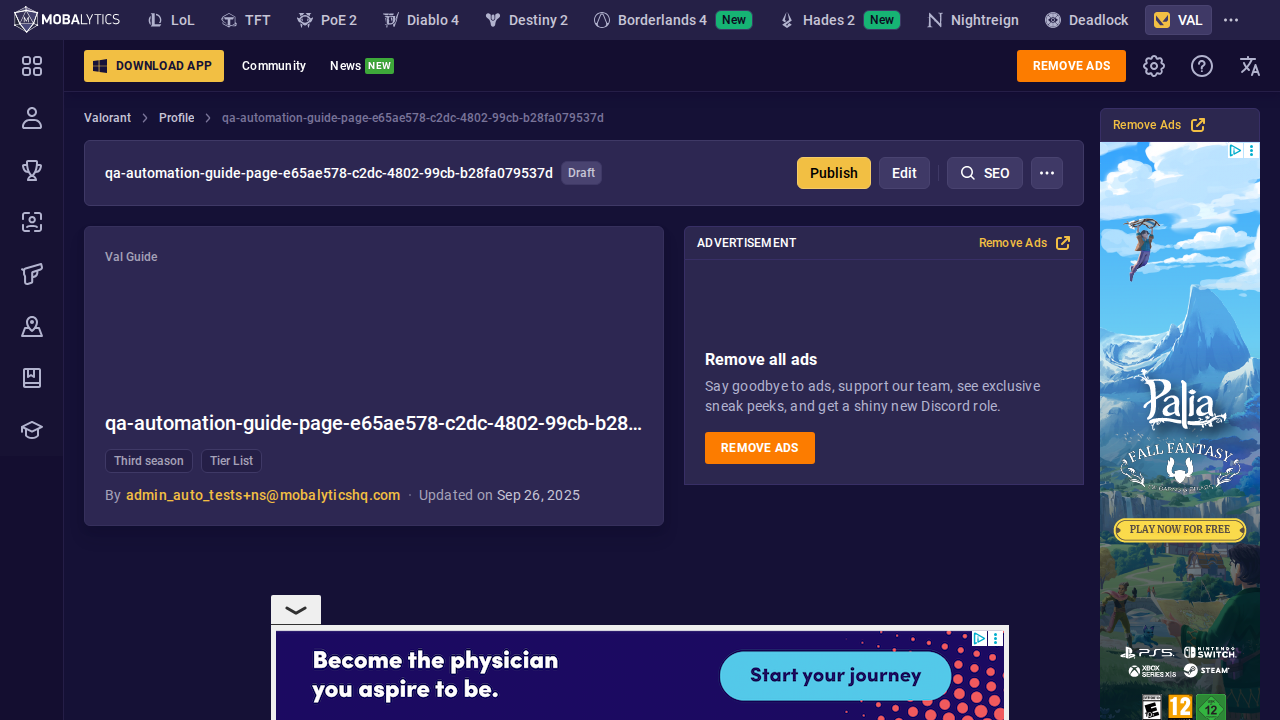 MOBALYTICS
LoL
TFT
PoE 2
Diablo 4
Destiny 2
Borderlands 4
New
Hades 2
New
Nightreign
Deadlock
VAL
DOWNLOAD APP
Community
News
NEW
REMOVE ADS
Valorant
Profile
qa-automation-guide-page-e65ae578-c2dc-4802-99cb-b28fa079537d
Remove Ads
qa-automation-guide-page-e65ae578-c2dc-4802-99cb-b28fa079537d
Draft
Publish
Edit
SEO
Val Guide
qa-automation-guide-page-e65ae578-c2dc-4802-99cb-b28...
Third season
Tier List
By admin_auto_tests+ns@mobalyticshq.com · Updated on Sep 26, 2025
ADVERTISEMENT
Remove Ads
Remove all ads
Say goodbye to ads, support our team, see exclusive
sneak peeks, and get a shiny new Discord role.
REMOVE ADS
Palia
FALL FANTASY
PLAY NOW FOR FREE
PS5
NINTENDO
SWITCH
XBOX
SERIES X|S
STEAM
E
12
12
Become the physician
you aspire to be.
Start your journey